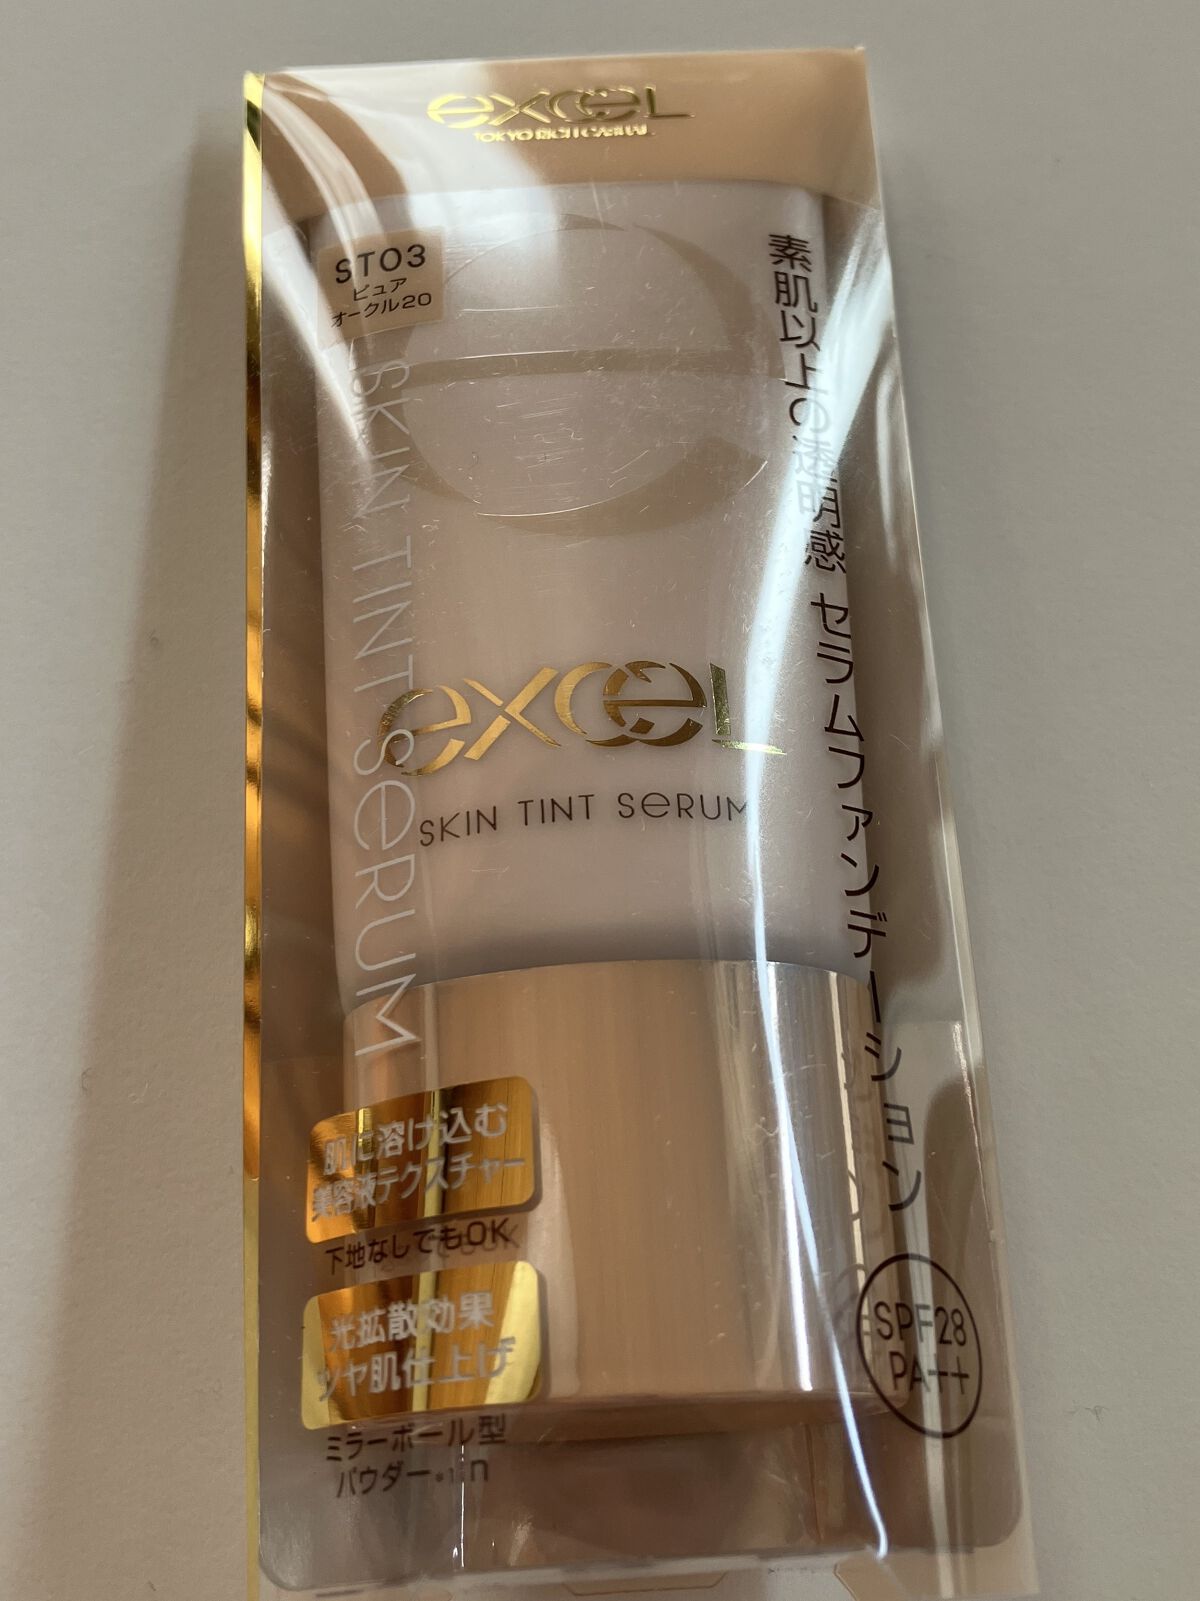 excel
TOKYO RICH CASUAL
ST03
ピュア
オークル20
SKIN TINT SeRUM
素肌以上の透明感 セラムファンデーション
excel
SKIN TINT SeRUM
肌に溶け込む
美容液テクスチャー
下地なしでもOK
光拡散効果
ツヤ肌仕上げ
ミラーボール型
パウダー*1in
SPF28
PA++